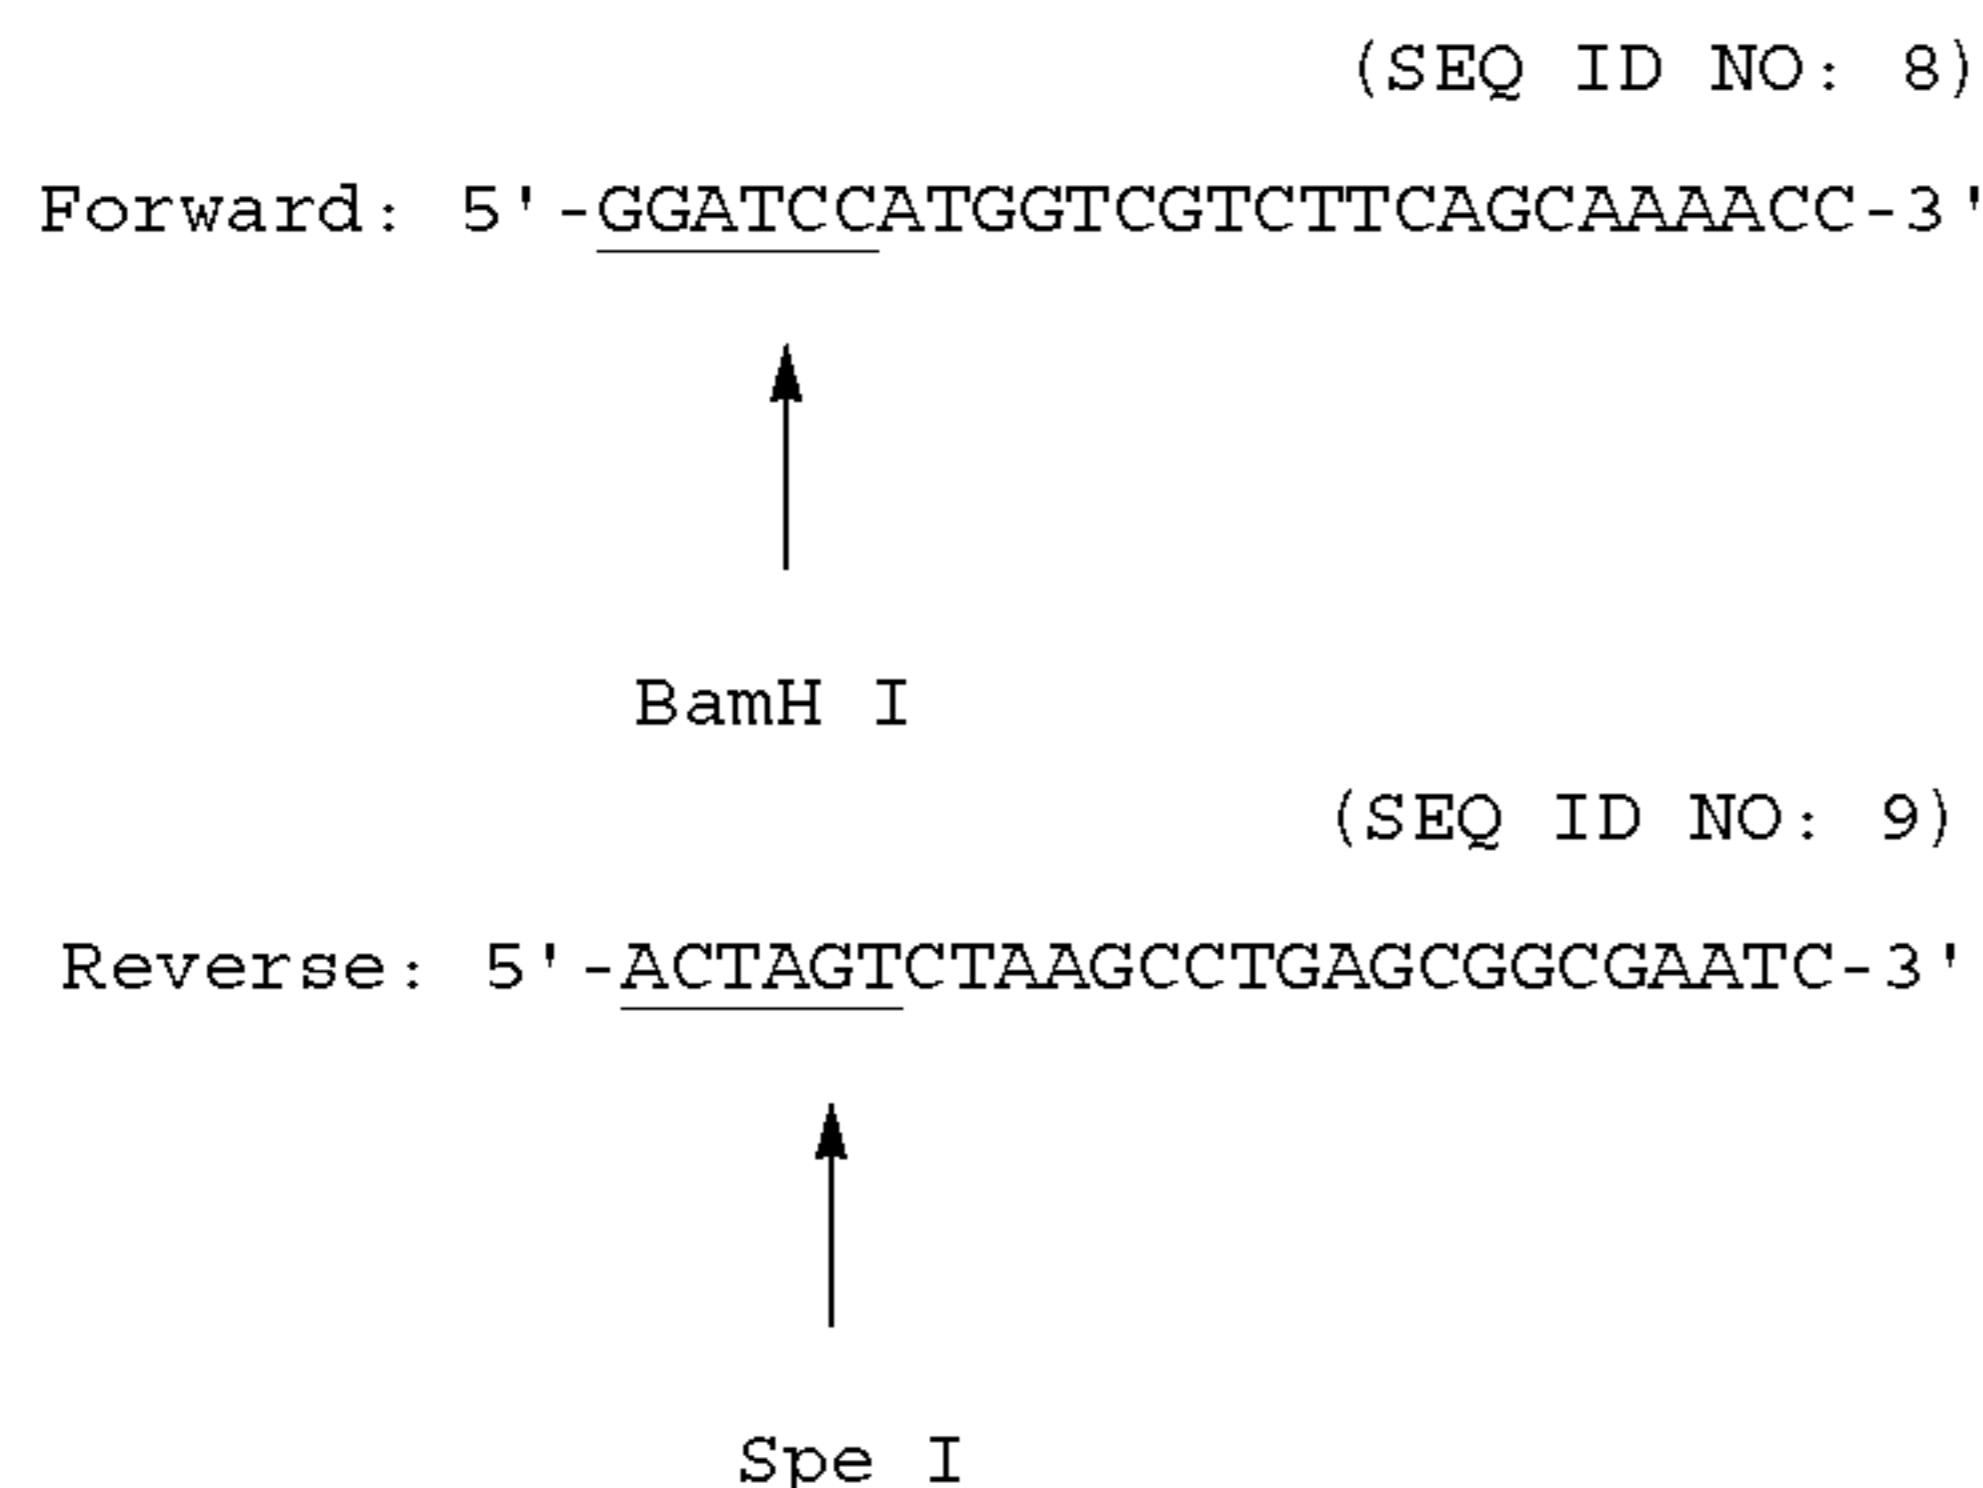 (SEQ ID NO: 8)
Forward: 5'-GGATCCATGGTCGTCTTCAGCAAAACC-3'
BamH I
(SEQ ID NO: 9)
Reverse: 5'-ACTAGTCTAAGCCTGAGCGGCGAATC-3'
Spe I